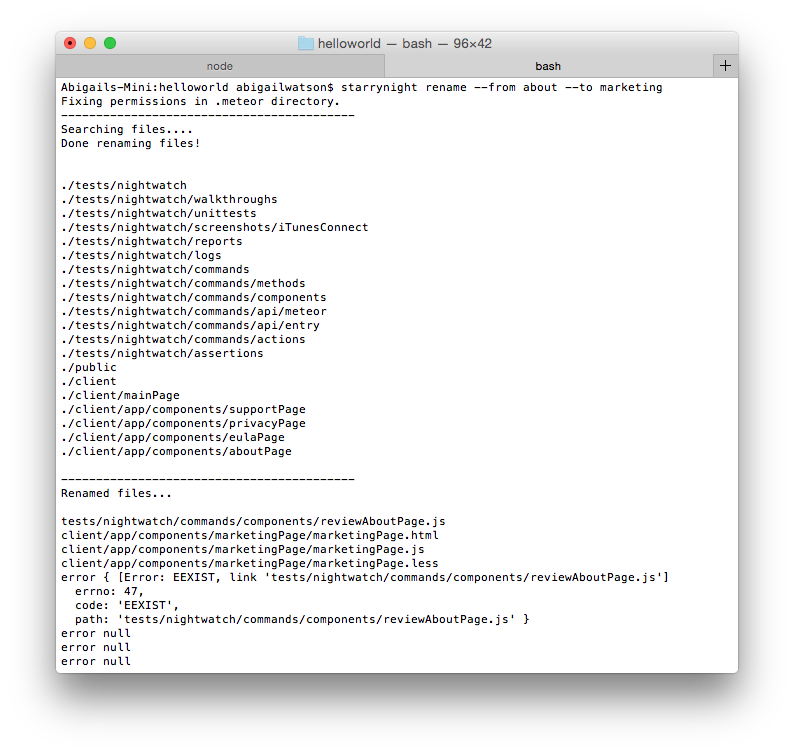 helloworld — bash — 96×42
node
bash
+
Abigails-Mini:helloworld abigailwatson$ starrynight rename --from about --to marketing
Fixing permissions in .meteor directory.
------------------------------------------
Searching files....
Done renaming files!
./tests/nightwatch
./tests/nightwatch/walkthroughs
./tests/nightwatch/unittests
./tests/nightwatch/screenshots/iTunesConnect
./tests/nightwatch/reports
./tests/nightwatch/logs
./tests/nightwatch/commands
./tests/nightwatch/commands/methods
./tests/nightwatch/commands/components
./tests/nightwatch/commands/api/meteor
./tests/nightwatch/commands/api/entry
./tests/nightwatch/commands/actions
./tests/nightwatch/assertions
./public
./client
./client/mainPage
./client/app/components/supportPage
./client/app/components/privacyPage
./client/app/components/eulaPage
./client/app/components/aboutPage
------------------------------------------
Renamed files...
tests/nightwatch/commands/components/reviewAboutPage.js
client/app/components/marketingPage/marketingPage.html
client/app/components/marketingPage/marketingPage.js
client/app/components/marketingPage/marketingPage.less
error { [Error: EEXIST, link 'tests/nightwatch/commands/components/reviewAboutPage.js']
  errno: 47,
  code: 'EEXIST',
  path: 'tests/nightwatch/commands/components/reviewAboutPage.js' }
error null
error null
error null